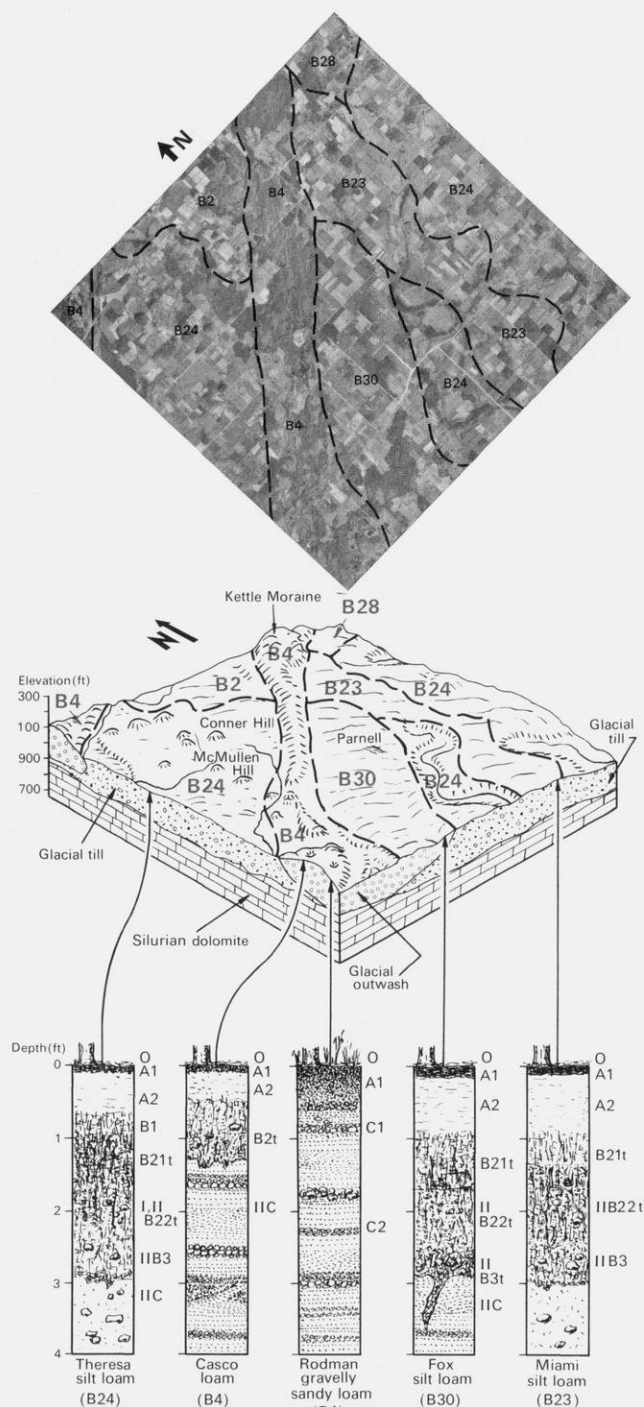 N
B28
B2
B4
B23
B24
B4
B24
B23
B30
B24
B4
Kettle Moraine
B28
N
B4
Elevation (ft)
300
100
900
700
B4
B2
B23
B24
Conner Hill
McMullen
Hill
B24
Parnell
B30
B24
B4
Glacial
till
Glacial till
Silurian dolomite
Glacial
outwash
Depth (ft)
0
1
2
3
4
O
A1
A2
B1
B21t
I, II
B22t
IIB3
IIC
O
A1
A2
B2t
IIC
O
A1
C1
C2
O
A1
A2
B21t
II
B22t
II
B3t
IIC
O
A1
A2
B21t
IIB22t
IIB3
Theresa
silt loam
(B24)
Casco
loam
(B4)
Rodman
gravelly
sandy loam
Fox
silt loam
(B30)
Miami
silt loam
(B23)